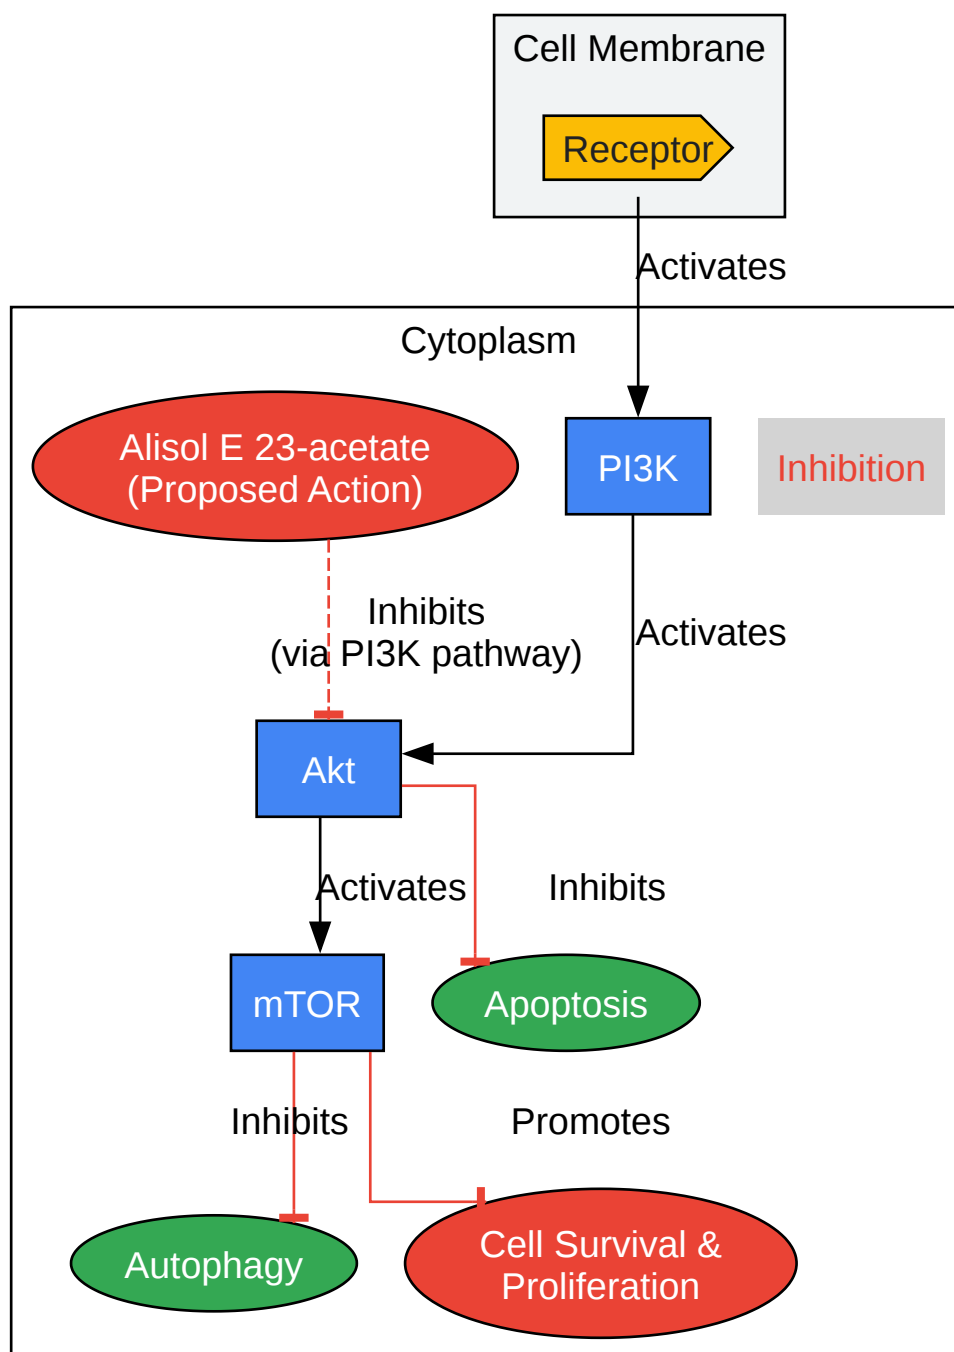 Cell Membrane
Receptor
Activates
Cytoplasm
Alisol E 23-acetate
(Proposed Action)
PI3K
Inhibition
Inhibits
(via PI3K pathway)
Activates
Akt
Activates
Inhibits
mTOR
Apoptosis
Inhibits
Promotes
Autophagy
Cell Survival &
Proliferation